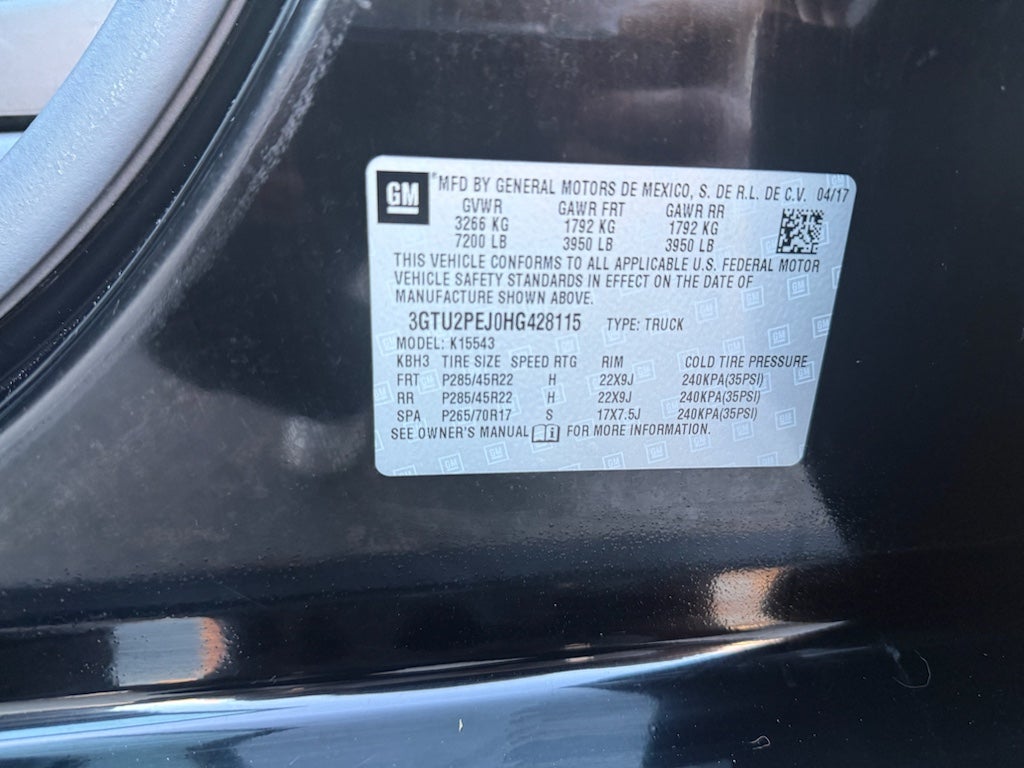 GM ®MFD BY GENERAL MOTORS DE MEXICO, S. DE R.L. DE C.V. 04/17
GVWR GAWR FRT GAWR RR
3266 KG 1792 KG 1792 KG
7200 LB 3950 LB 3950 LB
THIS VEHICLE CONFORMS TO ALL APPLICABLE U.S. FEDERAL MOTOR
VEHICLE SAFETY STANDARDS IN EFFECT ON THE DATE OF
MANUFACTURE SHOWN ABOVE.
3GTU2PEJ0HG428115 TYPE: TRUCK
MODEL: K15543
KBH3 TIRE SIZE SPEED RTG RIM COLD TIRE PRESSURE
FRT P285/45R22 H 22X9J 240KPA(35PSI)
RR P285/45R22 H 22X9J 240KPA(35PSI)
SPA P265/70R17 S 17X7.5J 240KPA(35PSI)
SEE OWNER'S MANUAL i FOR MORE INFORMATION.